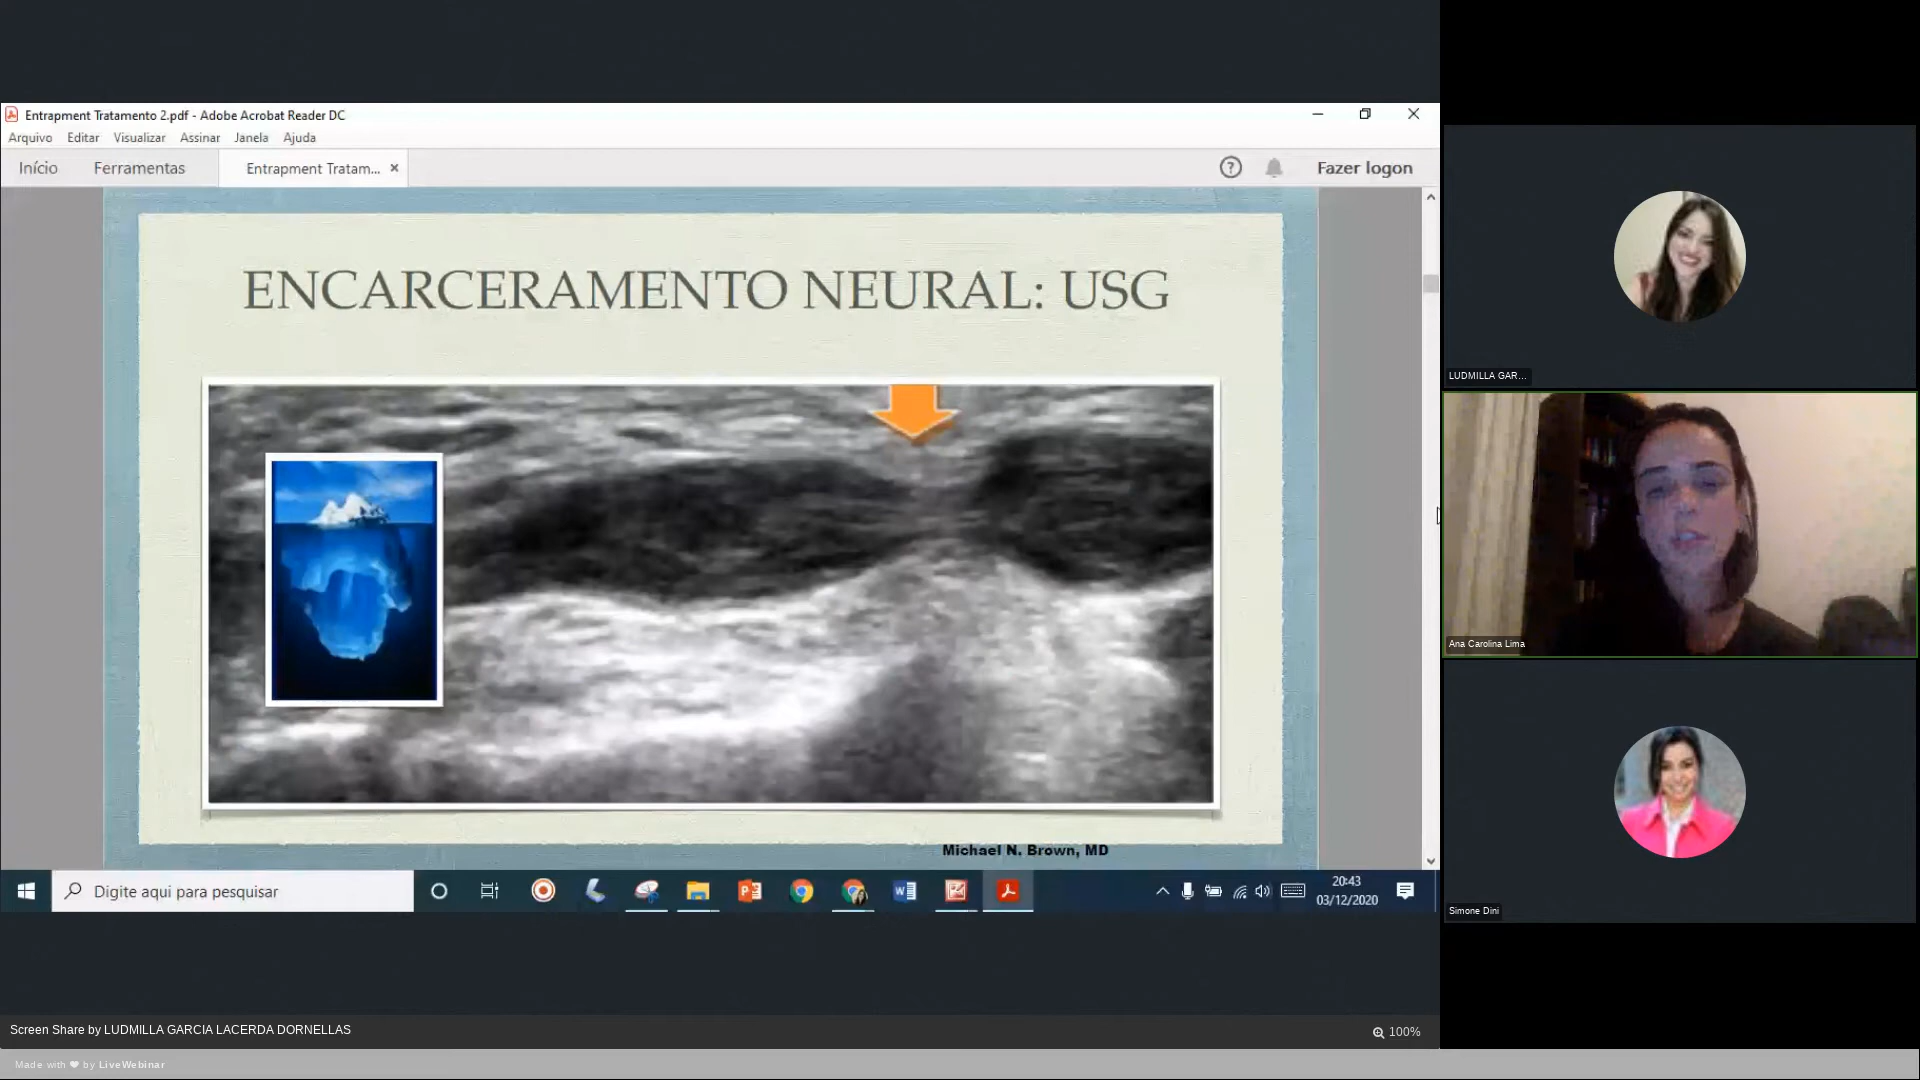 Entrapment Tratamento 2.pdf - Adobe Acrobat Reader DC
Arquivo Editar Visualizar Assinar Janela Ajuda
Início Ferramentas Entrapment Tratam... Fazer logon
ENCARCERAMENTO NEURAL: USG
Michael N. Brown, MD
Digite aqui para pesquisar
20:43
03/12/2020
LUDMILLA GAR...
Ana Carolina Lima
Simone Dini
Screen Share by LUDMILLA GARCIA LACERDA DORNELLAS
100%
Made with ❤ by LiveWebinar